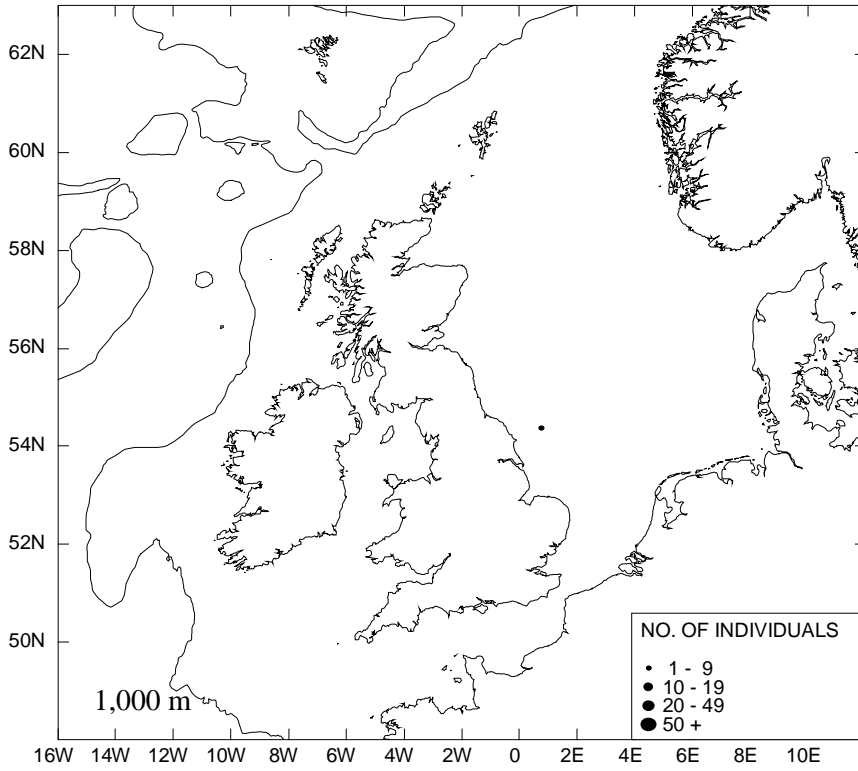 62N
60N
58N
56N
54N
52N
50N
NO. OF INDIVIDUALS
1 - 9
10 - 19
20 - 49
50 +
1,000 m
16W 14W 12W 10W 8W 6W 4W 2W 0 2E 4E 6E 8E 10E